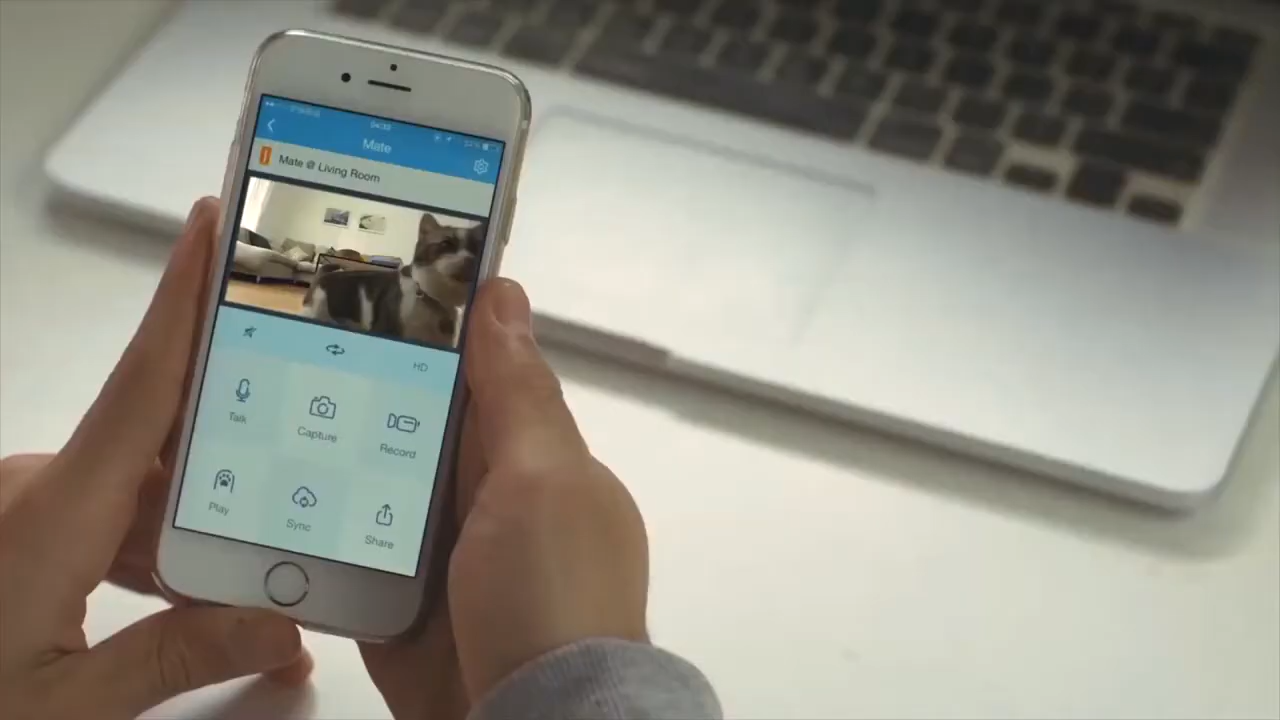 Mate
Mate @ Living Room
HD
Talk
Capture
Record
Play
Sync
Share